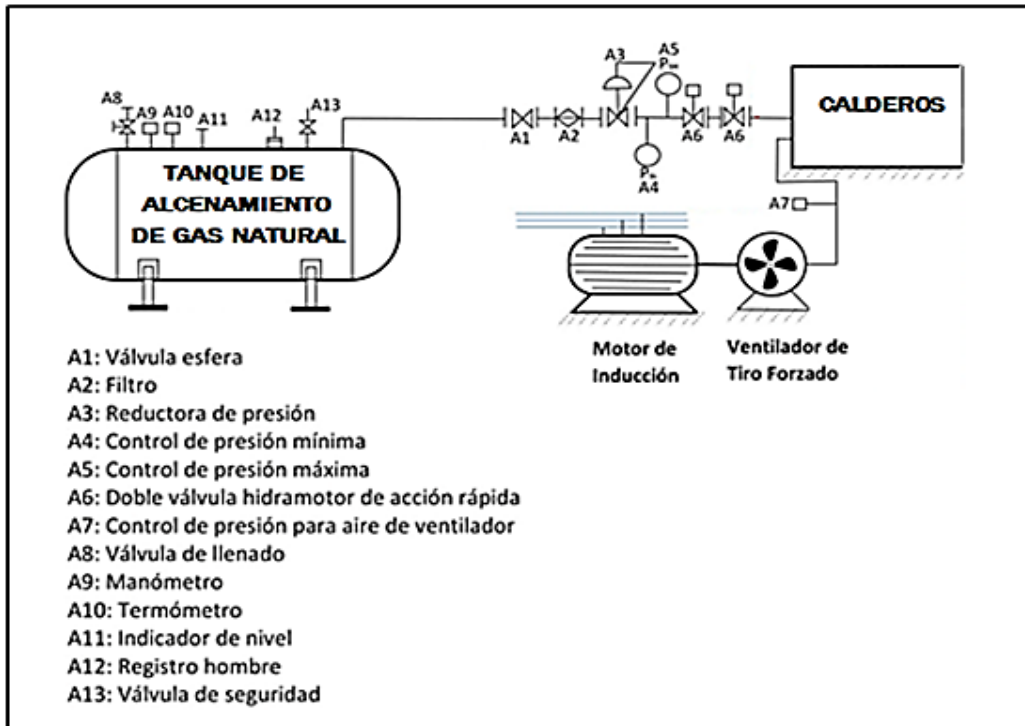 A8
A9
A10
A11
A12
A13
TANQUE DE
ALCENAMIENTO
DE GAS NATURAL
A1
A2
A3
A5
A4
A6
A6
CALDEROS
A7
Motor de
Inducción
Ventilador de
Tiro Forzado
A1: Válvula esfera
A2: Filtro
A3: Reductora de presión
A4: Control de presión mínima
A5: Control de presión máxima
A6: Doble válvula hidramotor de acción rápida
A7: Control de presión para aire de ventilador
A8: Válvula de llenado
A9: Manómetro
A10: Termómetro
A11: Indicador de nivel
A12: Registro hombre
A13: Válvula de seguridad